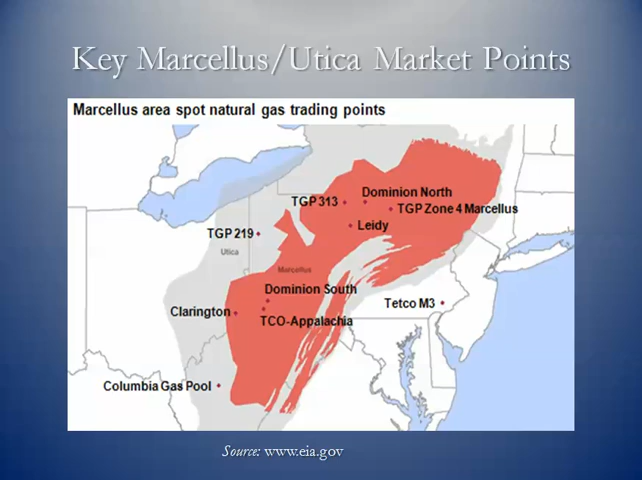 Key Marcellus/Utica Market Points
Marcellus area spot natural gas trading points
Dominion North
TGP 313
TGP Zone 4 Marcellus
Leidy
TGP 219
Utica
Marcellus
Dominion South
Tetco M3
Clarington
TCO-Appalachia
Columbia Gas Pool
Source: www.eia.gov